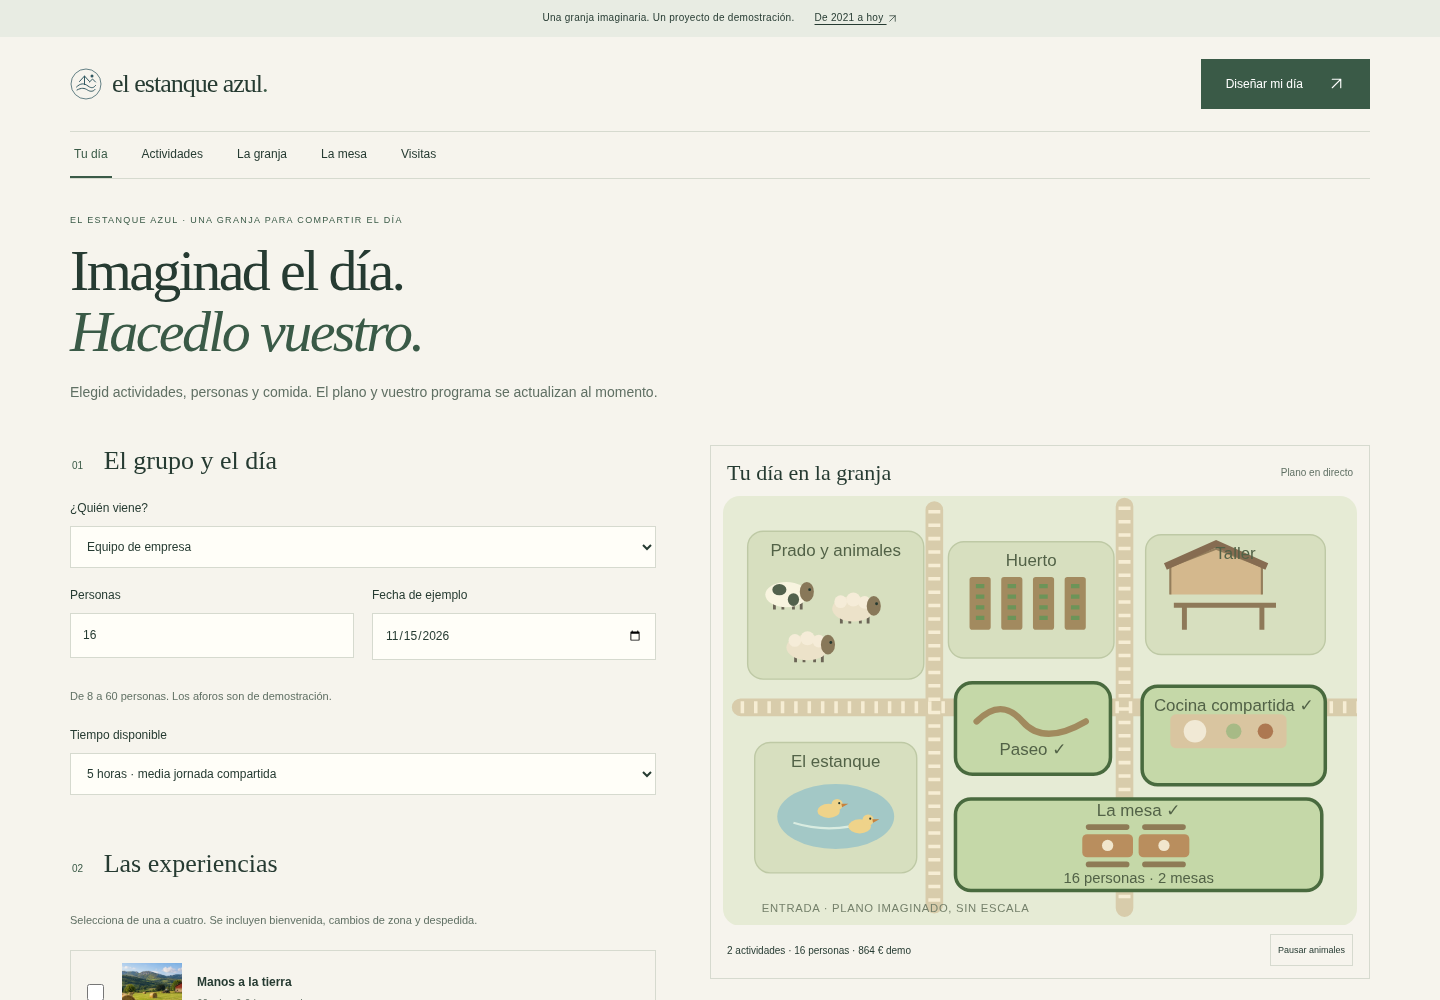 Una granja imaginaria. Un proyecto de demostración. De 2021 a hoy
el estanque azul.
Diseñar mi día
Tu día Actividades La granja La mesa Visitas
EL ESTANQUE AZUL · UNA GRANJA PARA COMPARTIR EL DÍA
Imaginad el día.
Hacedlo vuestro.
Elegid actividades, personas y comida. El plano y vuestro programa se actualizan al momento.
01 El grupo y el día
¿Quién viene?
Equipo de empresa
Personas Fecha de ejemplo
16 11/15/2026
De 8 a 60 personas. Los aforos son de demostración.
Tiempo disponible
5 horas · media jornada compartida
02 Las experiencias
Selecciona de una a cuatro. Se incluyen bienvenida, cambios de zona y despedida.
Manos a la tierra
Tu día en la granja Plano en directo
Prado y animales
Huerto
Taller
Paseo ✓
Cocina compartida ✓
El estanque
La mesa ✓
16 personas · 2 mesas
ENTRADA · PLANO IMAGINADO, SIN ESCALA
2 actividades · 16 personas · 864 € demo
Pausar animales